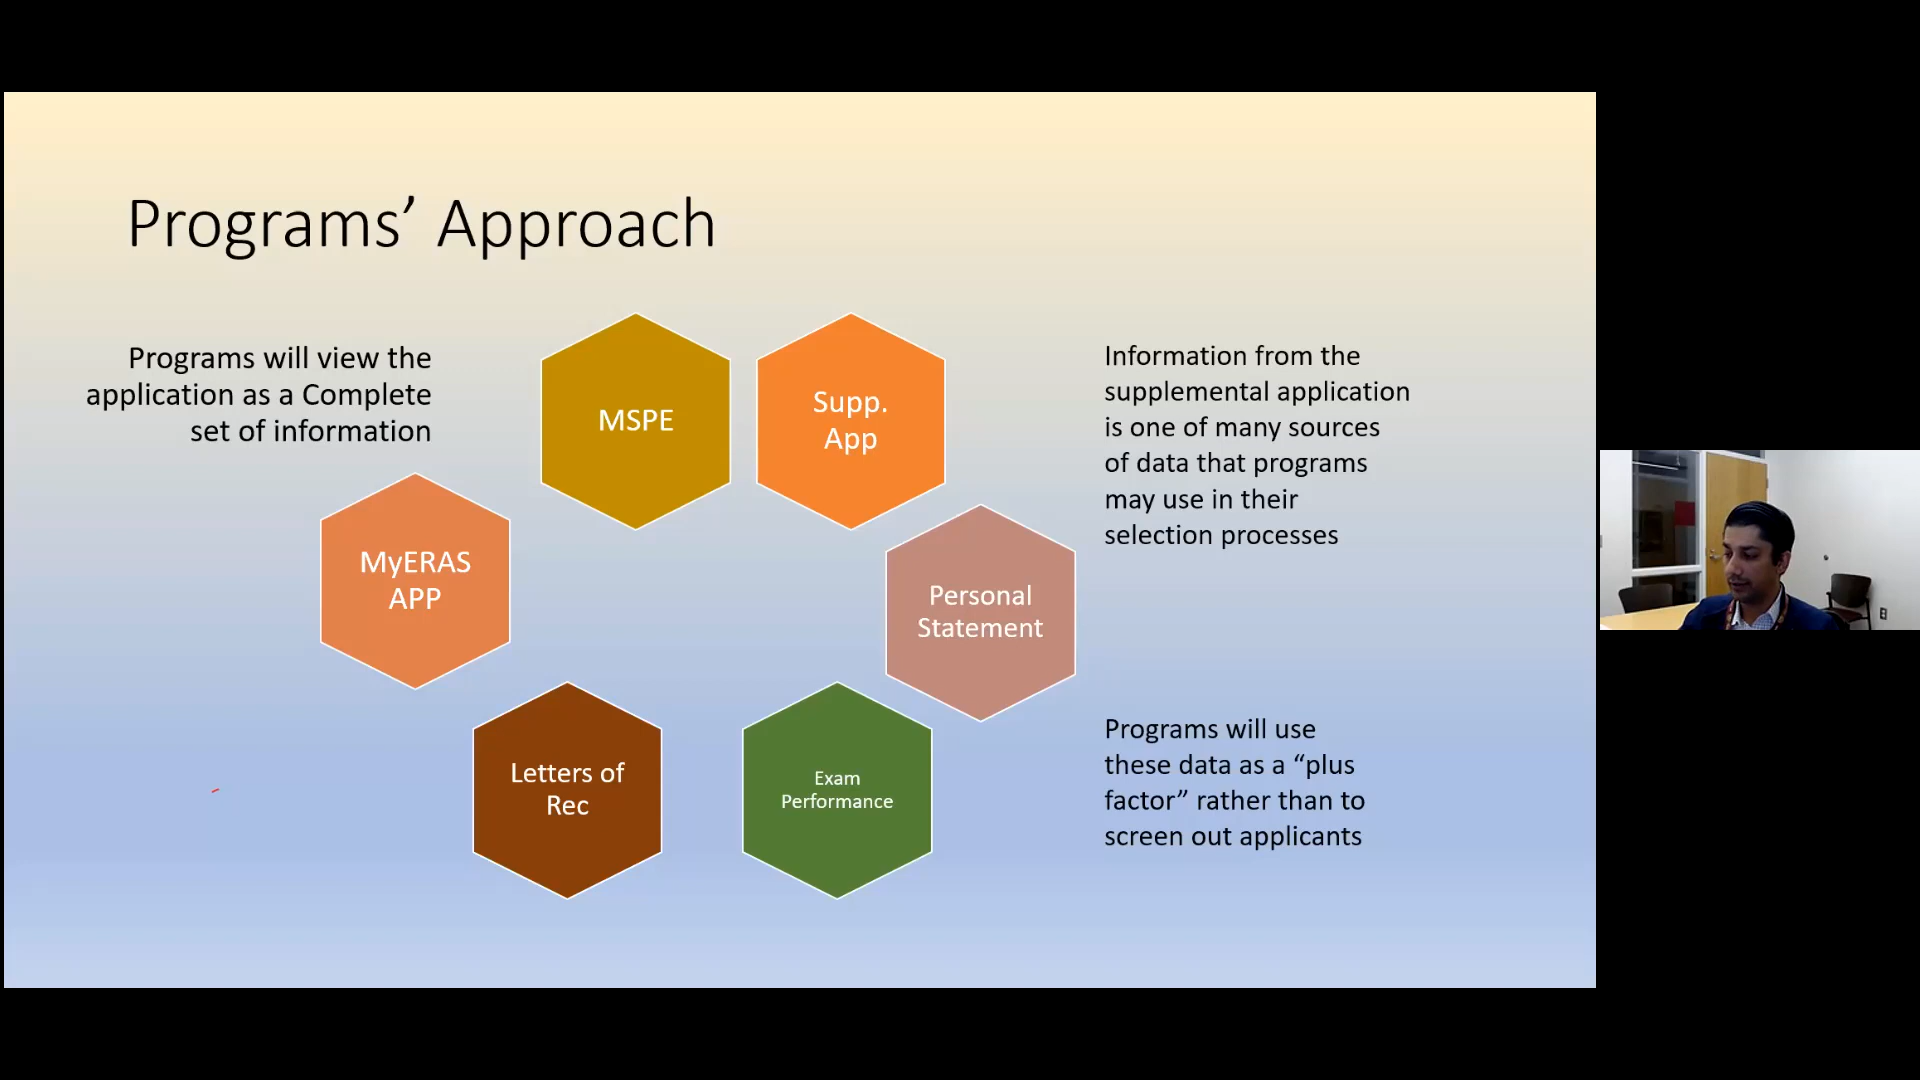 Programs’ Approach
Programs will view the
application as a Complete
set of information
MSPE
Supp.
App
Information from the
supplemental application
is one of many sources
of data that programs
may use in their
selection processes
MyERAS
APP
Personal
Statement
Letters of
Rec
Exam
Performance
Programs will use
these data as a “plus
factor” rather than to
screen out applicants